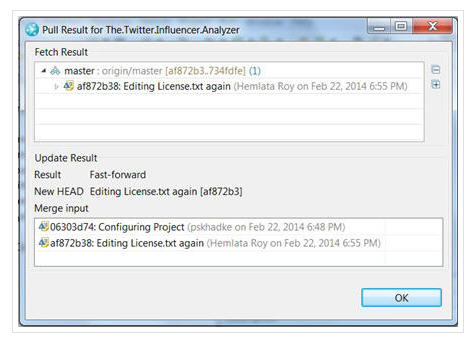 Pull Result for The.Twitter.Influencer.Analyzer
Fetch Result
master : origin/master [af872b3..734fdfe] (1)
af872b38: Editing License.txt again (Hemlata Roy on Feb 22, 2014 6:55 PM)
Update Result
Result Fast-forward
New HEAD Editing License.txt again [af872b3]
Merge input
06303d74: Configuring Project (pskhadke on Feb 22, 2014 6:48 PM)
af872b38: Editing License.txt again (Hemlata Roy on Feb 22, 2014 6:55 PM)
OK